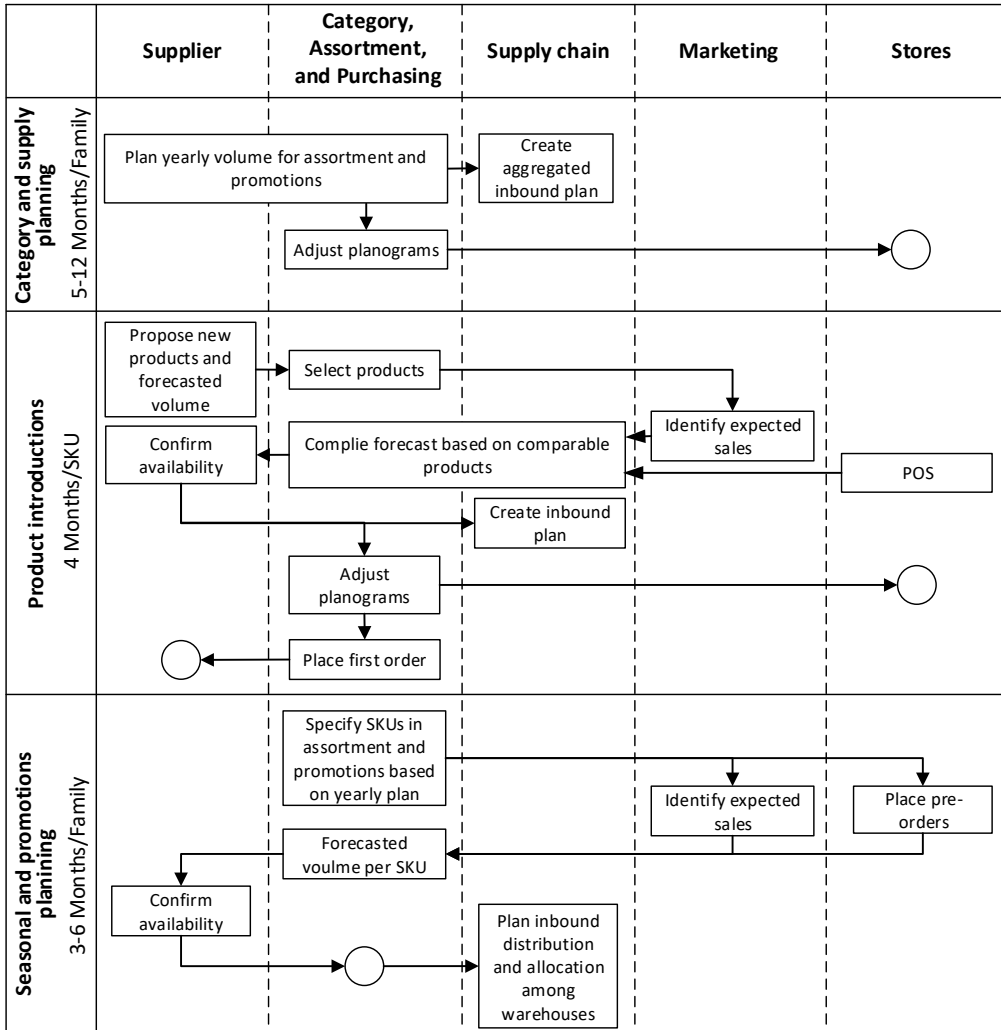 Supplier
Category,
Assortment,
and Purchasing
Supply chain
Marketing
Stores
Category and supply
planning
5-12 Months/Family
Plan yearly volume for assortment and
promotions
Create
aggregated
inbound plan
Adjust planograms
Product introductions
4 Months/SKU
Propose new
products and
forecasted
volume
Select products
Identify expected
sales
Complie forecast based on comparable
products
Confirm
availability
POS
Create inbound
plan
Adjust
planograms
Place first order
Seasonal and promotions
planining
3-6 Months/Family
Specify SKUs in
assortment and
promotions based
on yearly plan
Identify expected
sales
Place pre-
orders
Forecasted
voulme per SKU
Confirm
availability
Plan inbound
distribution
and allocation
among
warehouses